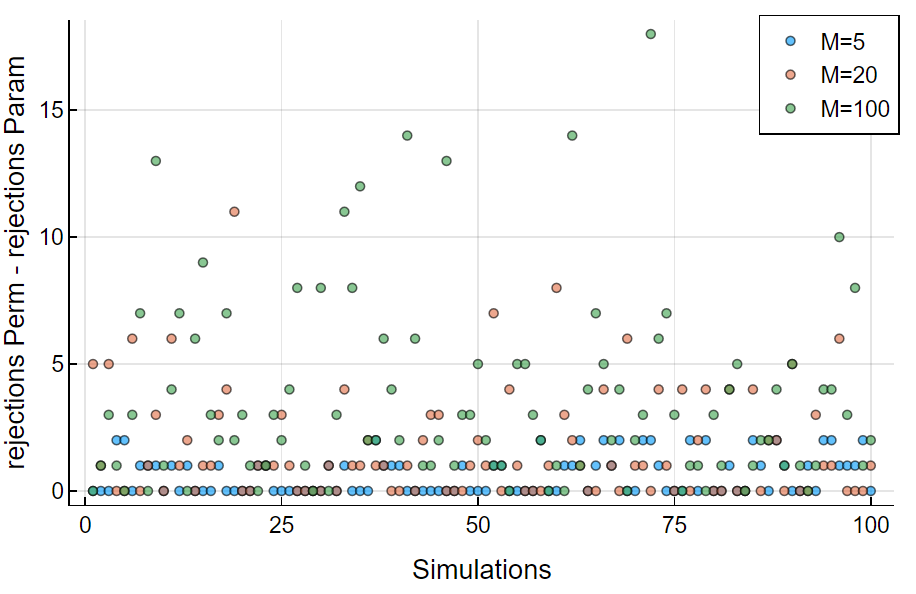 M=5
M=20
M=100
rejections Perm - rejections Param
15
10
5
0
0 25 50 75 100
Simulations